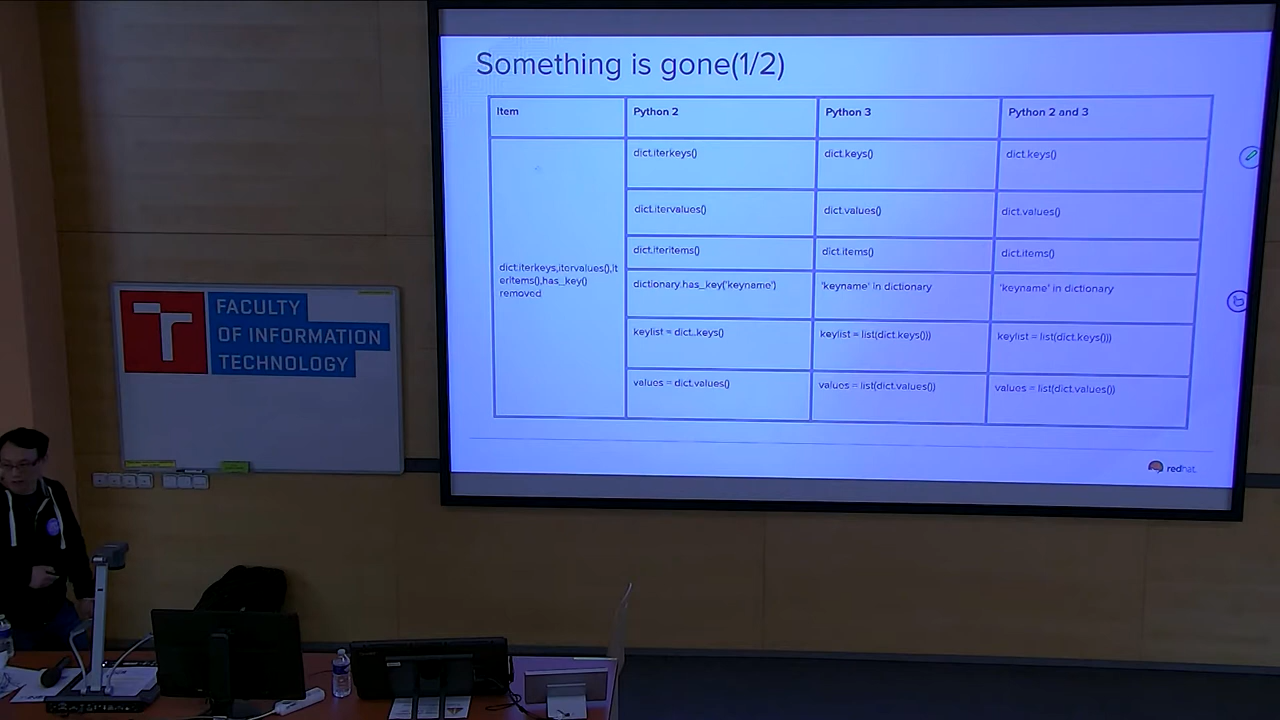 Something is gone(1/2)
Item
Python 2
Python 3
Python 2 and 3
dict.iterkeys,itervalues(),it
eritems(),has_key()
removed
dict.iterkeys()
dict.keys()
dict.keys()
dict.itervalues()
dict.values()
dict.values()
dict.iteritems()
dict.items()
dict.items()
dictionary.has_key('keyname')
'keyname' in dictionary
'keyname' in dictionary
keylist = dict.keys()
keylist = list(dict.keys())
keylist = list(dict.keys())
values = dict.values()
values = list(dict.values())
values = list(dict.values())
redhat.
FACULTY
OF INFORMATION
TECHNOLOGY